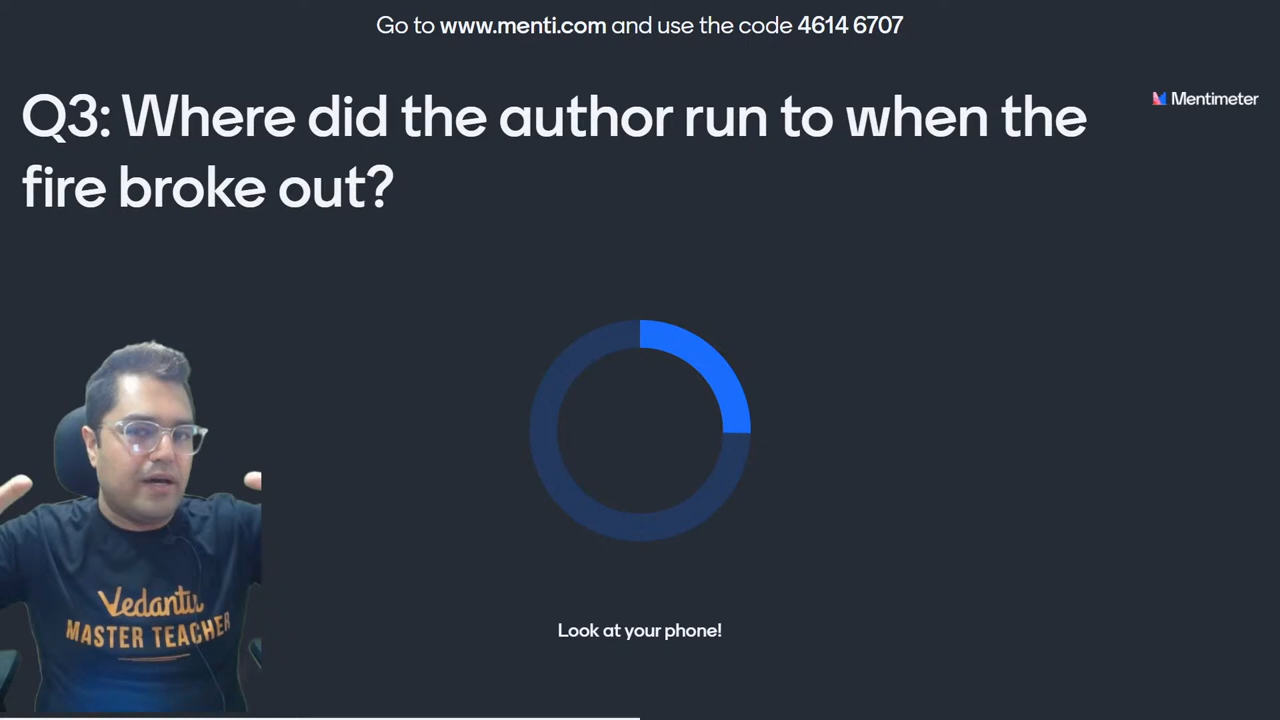 Go to www.menti.com and use the code 4614 6707
Mentimeter
Q3: Where did the author run to when the
fire broke out?
Vedantu
MASTER TEACHER
Look at your phone!